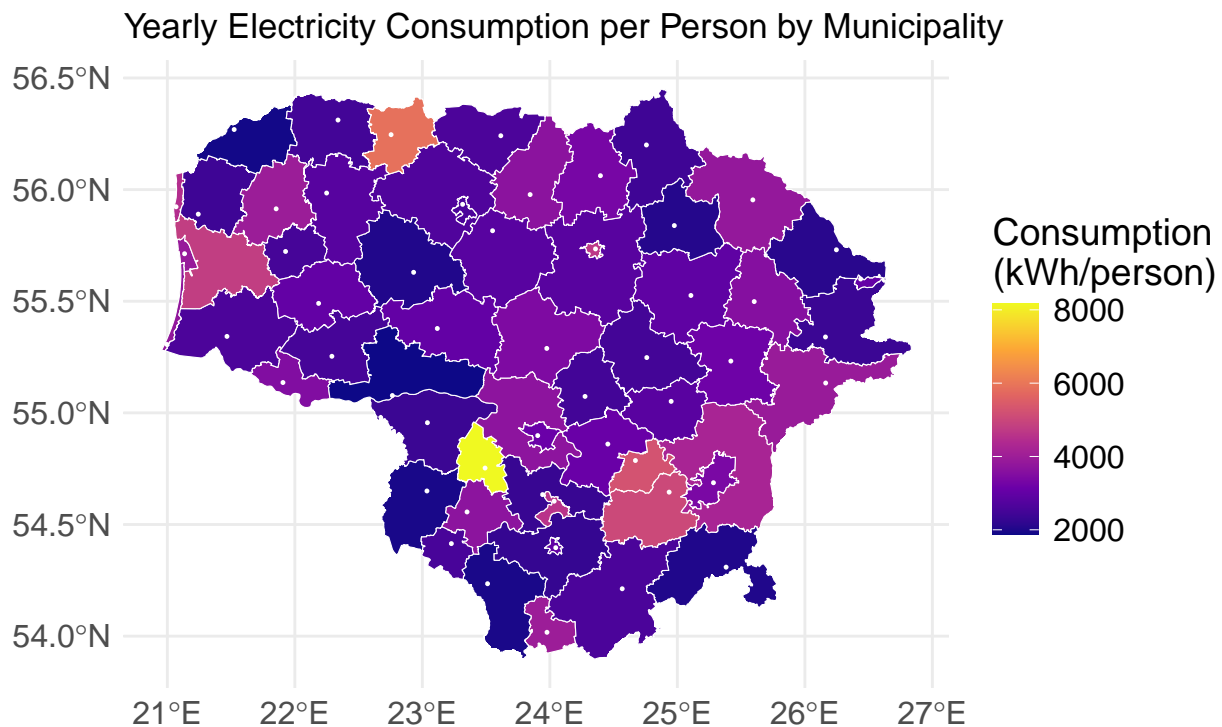 Yearly Electricity Consumption per Person by Municipality
56.5°N
56.0°N
55.5°N
55.0°N
54.5°N
54.0°N
21°E 22°E 23°E 24°E 25°E 26°E 27°E
Consumption
(kWh/person)
8000
6000
4000
2000